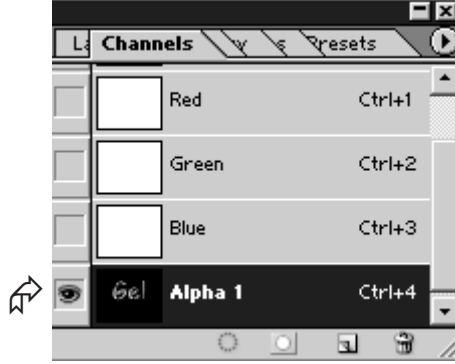 Channels Presets
Red Ctrl+1
Green Ctrl+2
Blue Ctrl+3
Gel Alpha 1 Ctrl+4